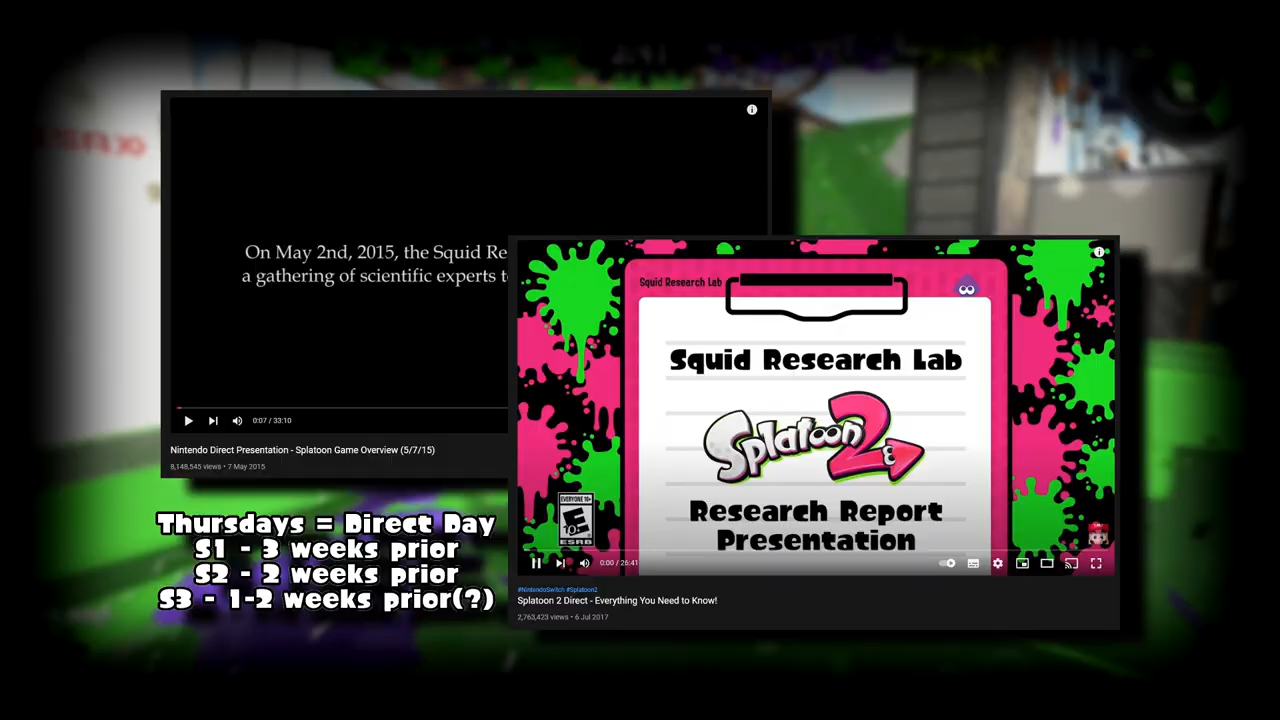 On May 2nd, 2015, the Squid Re
a gathering of scientific experts t
0:07 / 33:10
Nintendo Direct Presentation - Splatoon Game Overview (5/7/15)
8,148,545 views • 7 May 2015
Squid Research Lab
Squid Research Lab
Splatoon 2
Research Report
Presentation
EVERYONE 10+
E
10+
ESRB
0:00 / 26:41
#NintendoSwitch #Splatoon2
Splatoon 2 Direct - Everything You Need to Know!
2,763,423 views • 6 Jul 2017
Thursdays = Direct Day
S1 - 3 weeks prior
S2 - 2 weeks prior
S3 - 1-2 weeks prior(?)